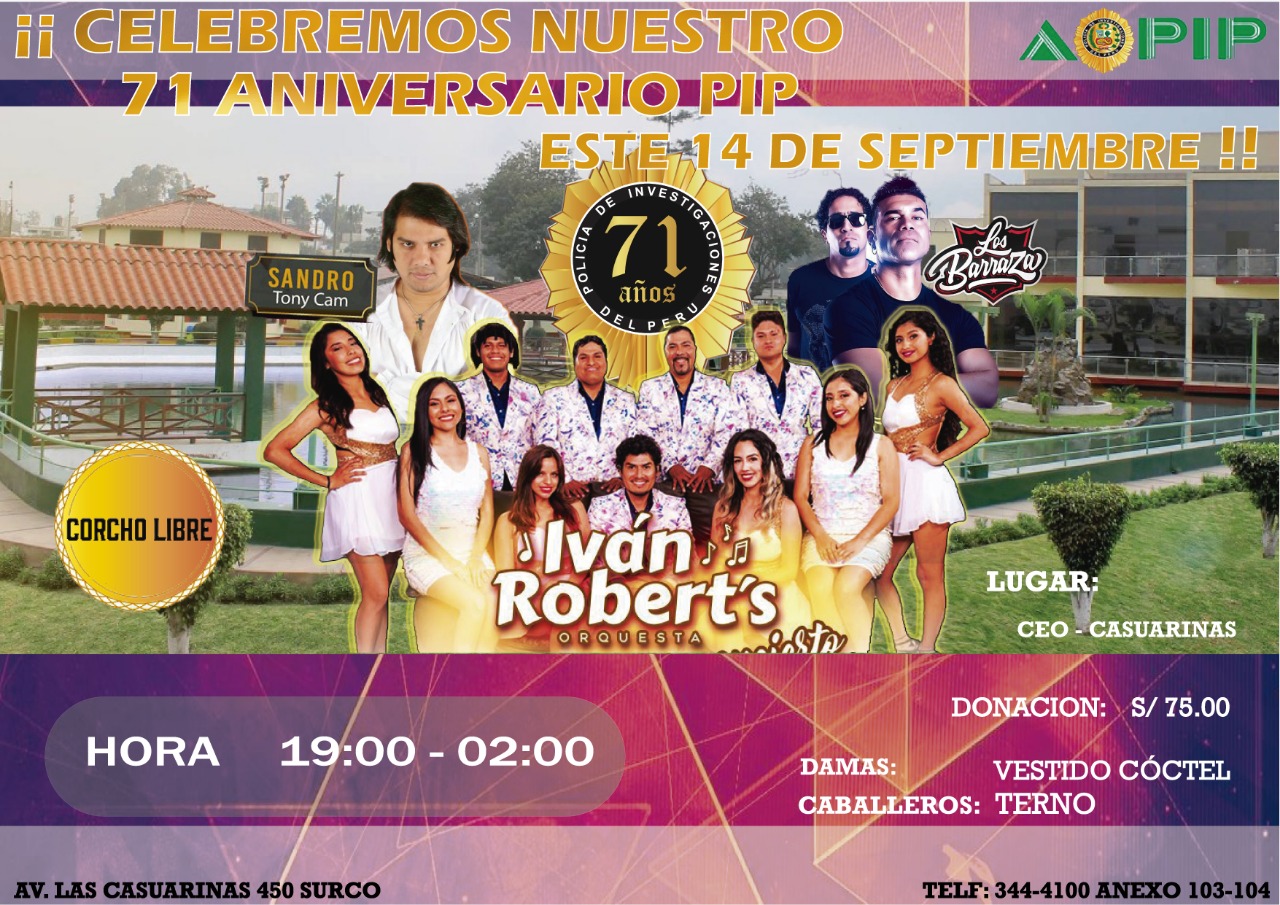 ¡¡ CELEBREMOS NUESTRO
71 ANIVERSARIO PIP
ESTE 14 DE SEPTIEMBRE !!
AOPIP
POLICIA DE INVESTIGACIONES
DEL PERU
71
años
SANDRO
Tony Cam
Los
Barraza
CORCHO LIBRE
Iván
Robert´s
ORQUESTA
LUGAR:
CEO - CASUARINAS
HORA 19:00 - 02:00
DONACION: S/ 75.00
DAMAS: VESTIDO CÓCTEL
CABALLEROS: TERNO
AV. LAS CASUARINAS 450 SURCO
TELF: 344-4100 ANEXO 103-104